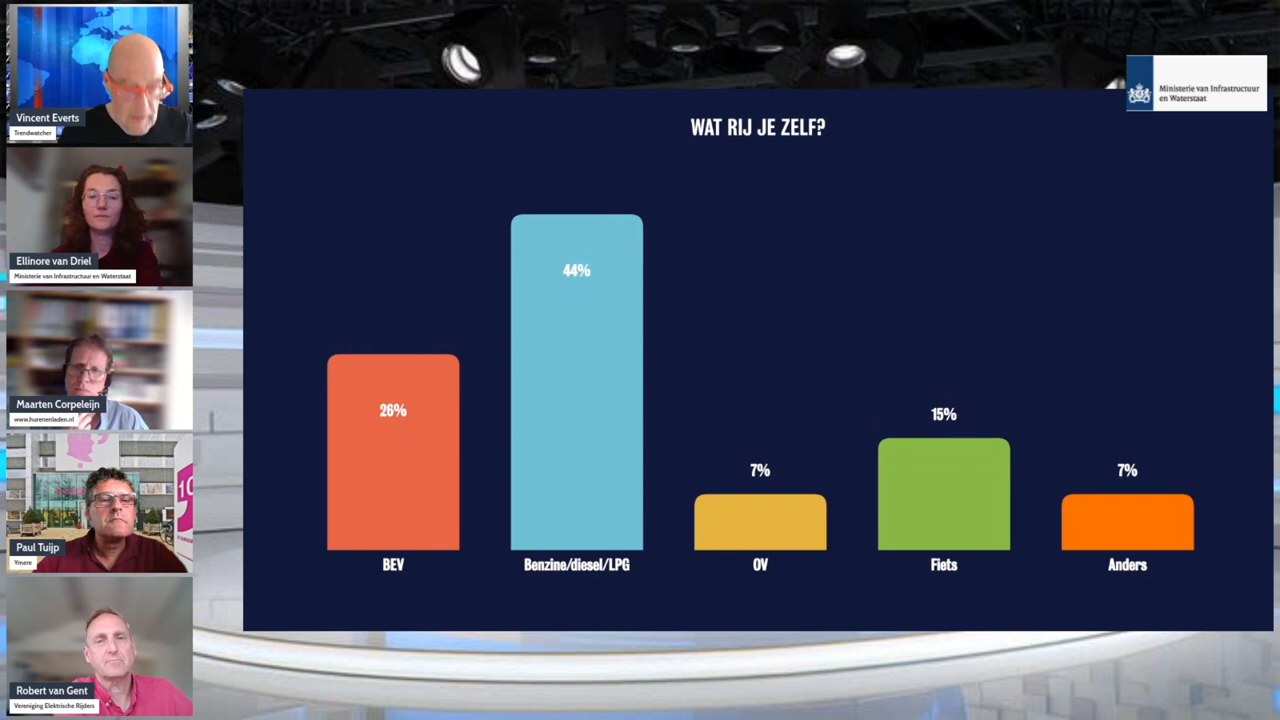 Vincent Everts
Trendwatcher
Ellinore van Driel
Ministerie van Infrastructuur en Waterstaat
Maarten Corpeleijn
www.hurenenladen.nl
Paul Tuijp
Ymere
10
Robert van Gent
Vereniging Elektrische Rijders
Ministerie van Infrastructuur
en Waterstaat
WAT RIJ JE ZELF?
26%
44%
7%
15%
7%
BEV
Benzine/diesel/LPG
OV
Fiets
Anders